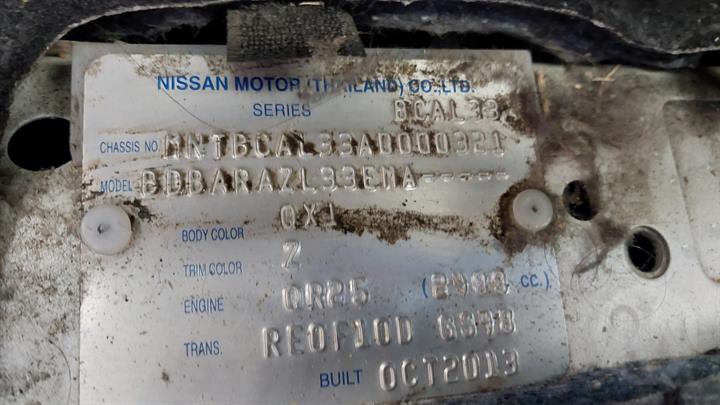 NISSAN MOTOR (THAILAND) CO.,LTD.
SERIES BCAL33
CHASSIS NO MNTBCAL33A0000321
MODEL BDBARAZL33EMA-----
BODY COLOR QX1
TRIM COLOR Z
ENGINE QR25 ( cc.)
TRANS. RE0F10D
BUILT OCT2013